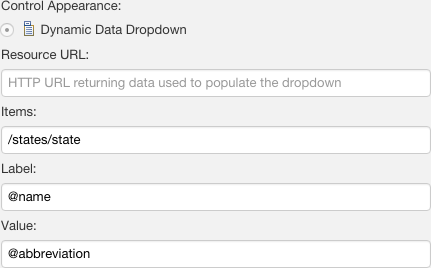 Control Appearance:
Dynamic Data Dropdown
Resource URL:
HTTP URL returning data used to populate the dropdown
Items:
/states/state
Label:
@name
Value:
@abbreviation